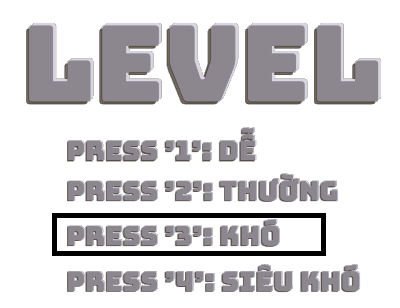 LEVEL
PRESS '1': DỄ
PRESS '2': THƯỜNG
PRESS '3': KHÓ
PRESS '4': SIÊU KHÓ